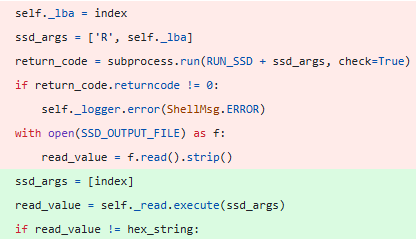 self._lba = index
ssd_args = ['R', self._lba]
return_code = subprocess.run(RUN_SSD + ssd_args, check=True)
if return_code.returncode != 0:
self._logger.error(ShellMsg.ERROR)
with open(SSD_OUTPUT_FILE) as f:
read_value = f.read().strip()
ssd_args = [index]
read_value = self._read.execute(ssd_args)
if read_value != hex_string: